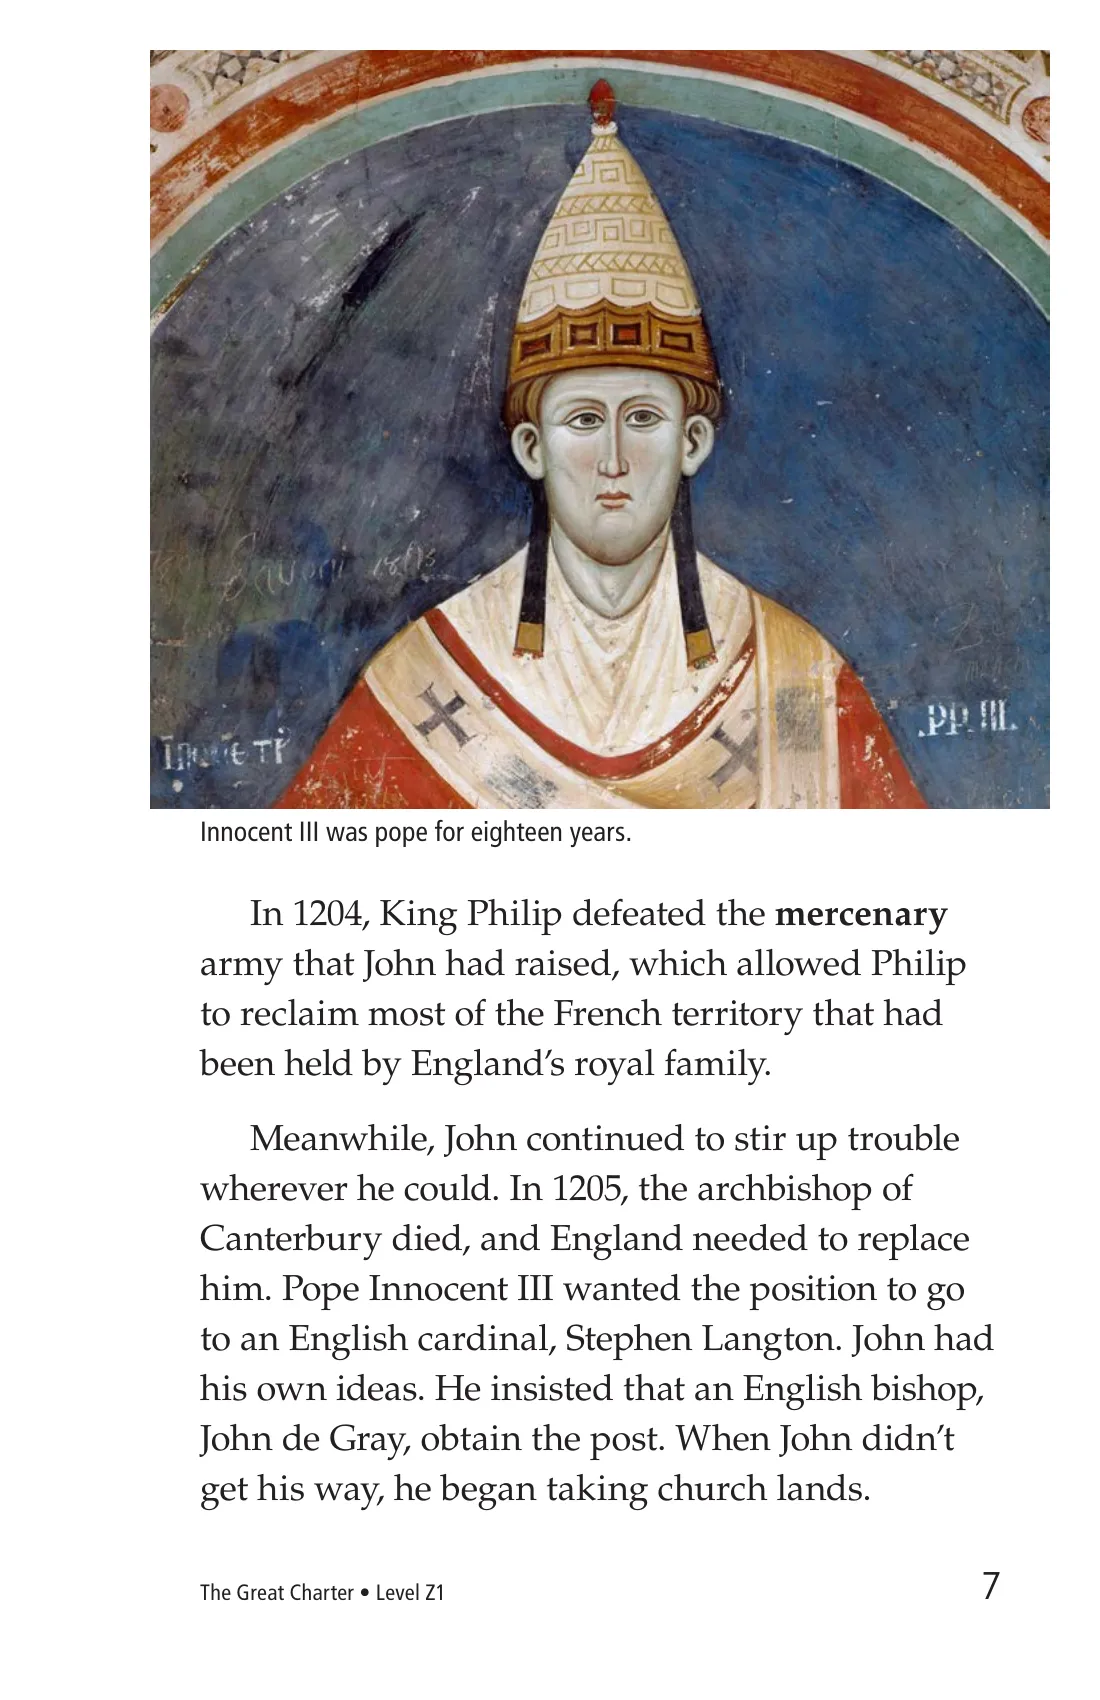 .PP. III.
Innocent III was pope for eighteen years.
In 1204, King Philip defeated the mercenary
army that John had raised, which allowed Philip
to reclaim most of the French territory that had
been held by England’s royal family.
Meanwhile, John continued to stir up trouble
wherever he could. In 1205, the archbishop of
Canterbury died, and England needed to replace
him. Pope Innocent III wanted the position to go
to an English cardinal, Stephen Langton. John had
his own ideas. He insisted that an English bishop,
John de Gray, obtain the post. When John didn’t
get his way, he began taking church lands.
The Great Charter • Level Z1
7